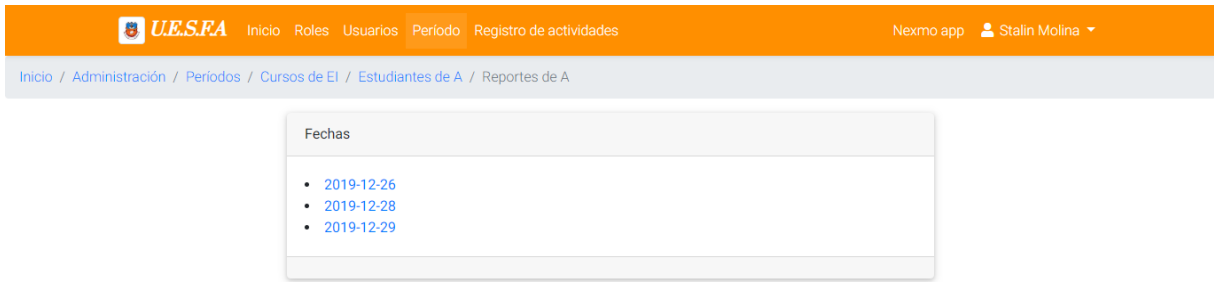 U.E.S.F.A Inicio Roles Usuarios Período Registro de actividades Nexmo app Stalin Molina
Inicio / Administración / Períodos / Cursos de EI / Estudiantes de A / Reportes de A
Fechas
• 2019-12-26
• 2019-12-28
• 2019-12-29